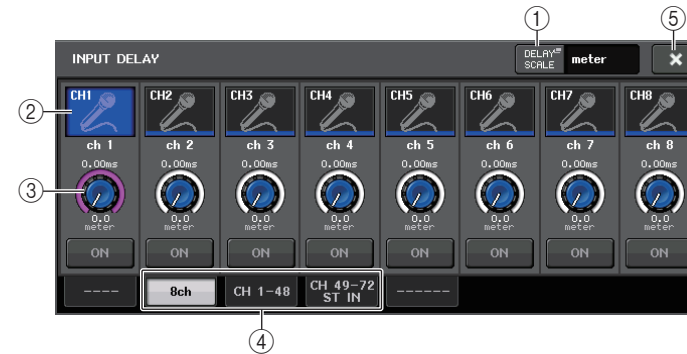 ① ⑤
INPUT DELAY DELAY SCALE meter ×
② CH1 CH2 CH3 CH4 CH5 CH6 CH7 CH8
ch 1 ch 2 ch 3 ch 4 ch 5 ch 6 ch 7 ch 8
0.00ms 0.00ms 0.00ms 0.00ms 0.00ms 0.00ms 0.00ms 0.00ms
③
0.0 0.0 0.0 0.0 0.0 0.0 0.0 0.0
meter meter meter meter meter meter meter meter
ON ON ON ON ON ON ON ON
---- 8ch CH 1-48 CH 49-72 ST IN ------
④